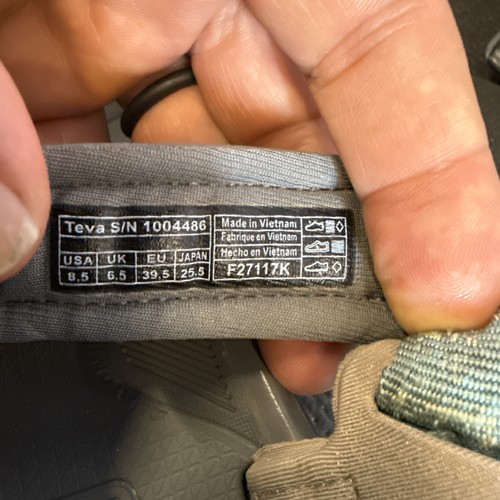 Teva S/N 1004486
USA UK EU JAPAN
8.5 6.5 39.5 25.5
Made in Vietnam
Fabrique en Vietnam
Hecho en Vietnam
F27117K